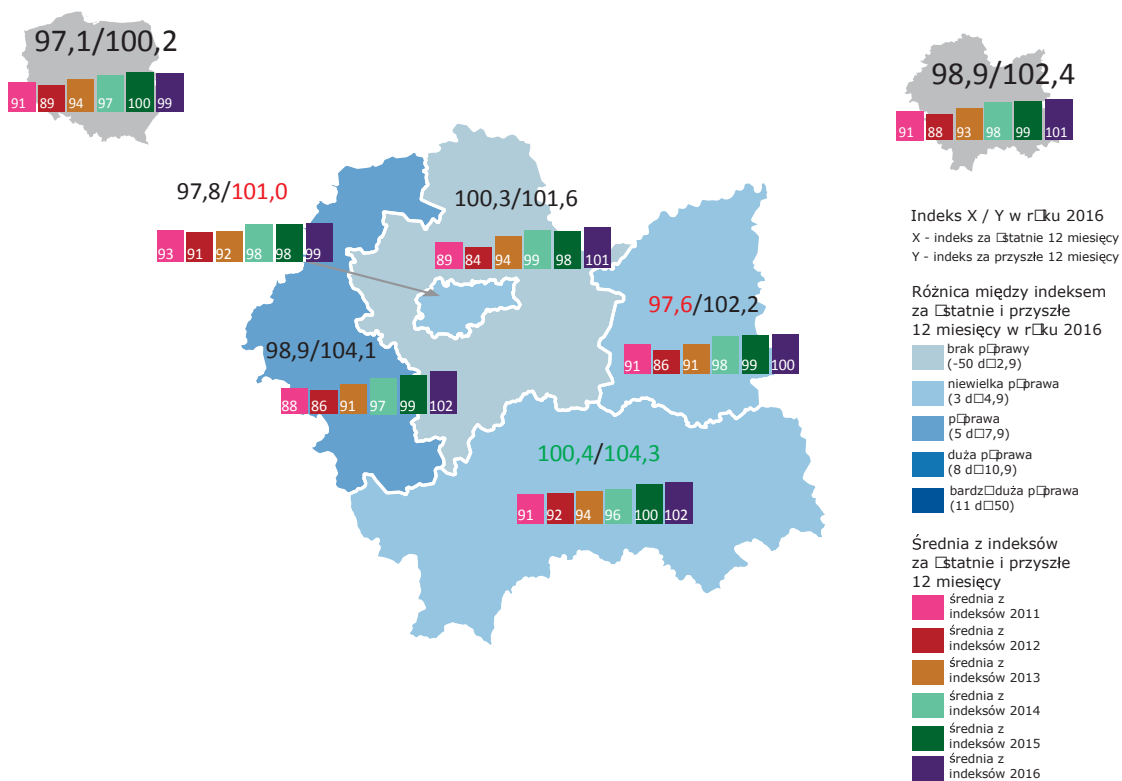 97,1/100,2
91 89 94 97 100 99
98,9/102,4
91 88 93 98 99 101
97,8/101,0
93 91 92 98 98 99
100,3/101,6
89 84 94 99 98 101
97,6/102,2
91 86 91 98 99 100
98,9/104,1
88 86 91 97 99 102
100,4/104,3
91 92 94 96 100 102
Indeks X / Y w r□ku 2016
X - indeks za □statnie 12 miesięcy
Y - indeks za przyszłe 12 miesięcy
Różnica między indeksem
za □statnie i przyszłe
12 miesięcy w r□ku 2016
brak p□prawy
(-50 d□2,9)
niewielka p□prawa
(3 d□4,9)
p□prawa
(5 d□7,9)
duża p□prawa
(8 d□10,9)
bardz□duża p□prawa
(11 d□50)
Średnia z indeksów
za □statnie i przyszłe
12 miesięcy
średnia z
indeksów 2011
średnia z
indeksów 2012
średnia z
indeksów 2013
średnia z
indeksów 2014
średnia z
indeksów 2015
średnia z
indeksów 2016